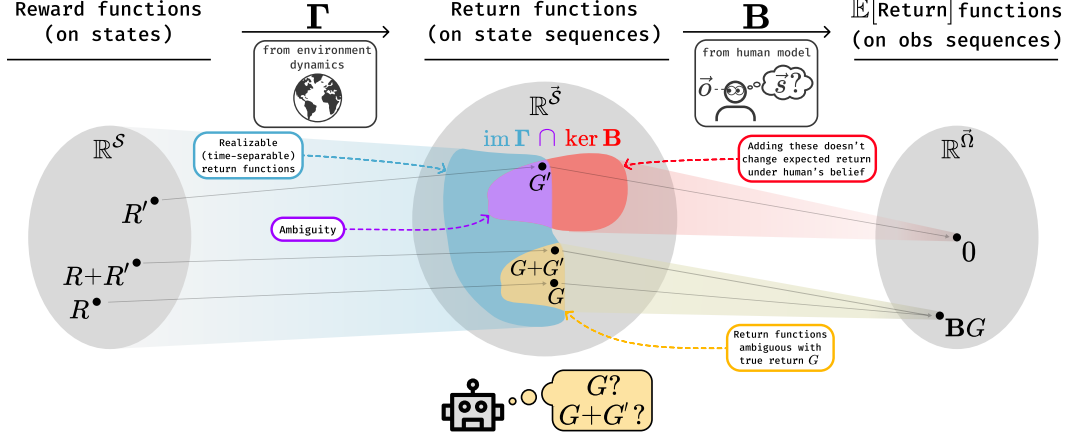 Reward functions
(on states)
Γ
from environment
dynamics
Return functions
(on state sequences)
B
from human model
o⃗
s⃗?
𝔼[Return] functions
(on obs sequences)
ℝ^𝒮
ℝ^𝒮⃗
ℝ^Ω⃗
im Γ ∩ ker B
Realizable
(time-separable)
return functions
Adding these doesn't
change expected return
under human's belief
R′
G′
Ambiguity
0
R+R′
G+G′
R
G
BG
Return functions
ambiguous with
true return G
G?
G+G′?